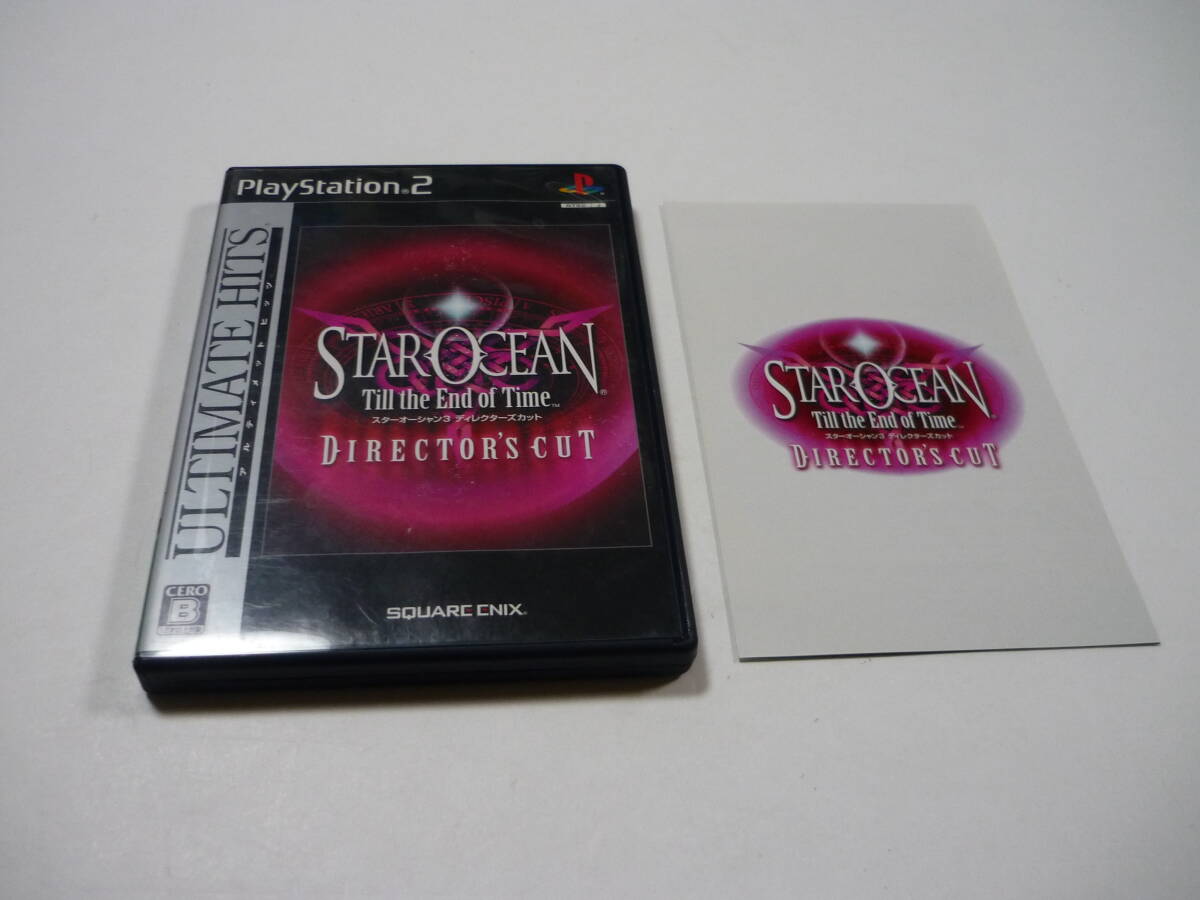 PlayStation®2
ULTIMATE HITS®
アルティメットヒッツ
STAR OCEAN®
Till the End of Time™
スターオーシャン3 ディレクターズカット
DIRECTOR'S CUT
CERO
B
SQUARE ENIX®
STAR OCEAN®
Till the End of Time™
スターオーシャン3 ディレクターズカット
DIRECTOR'S CUT